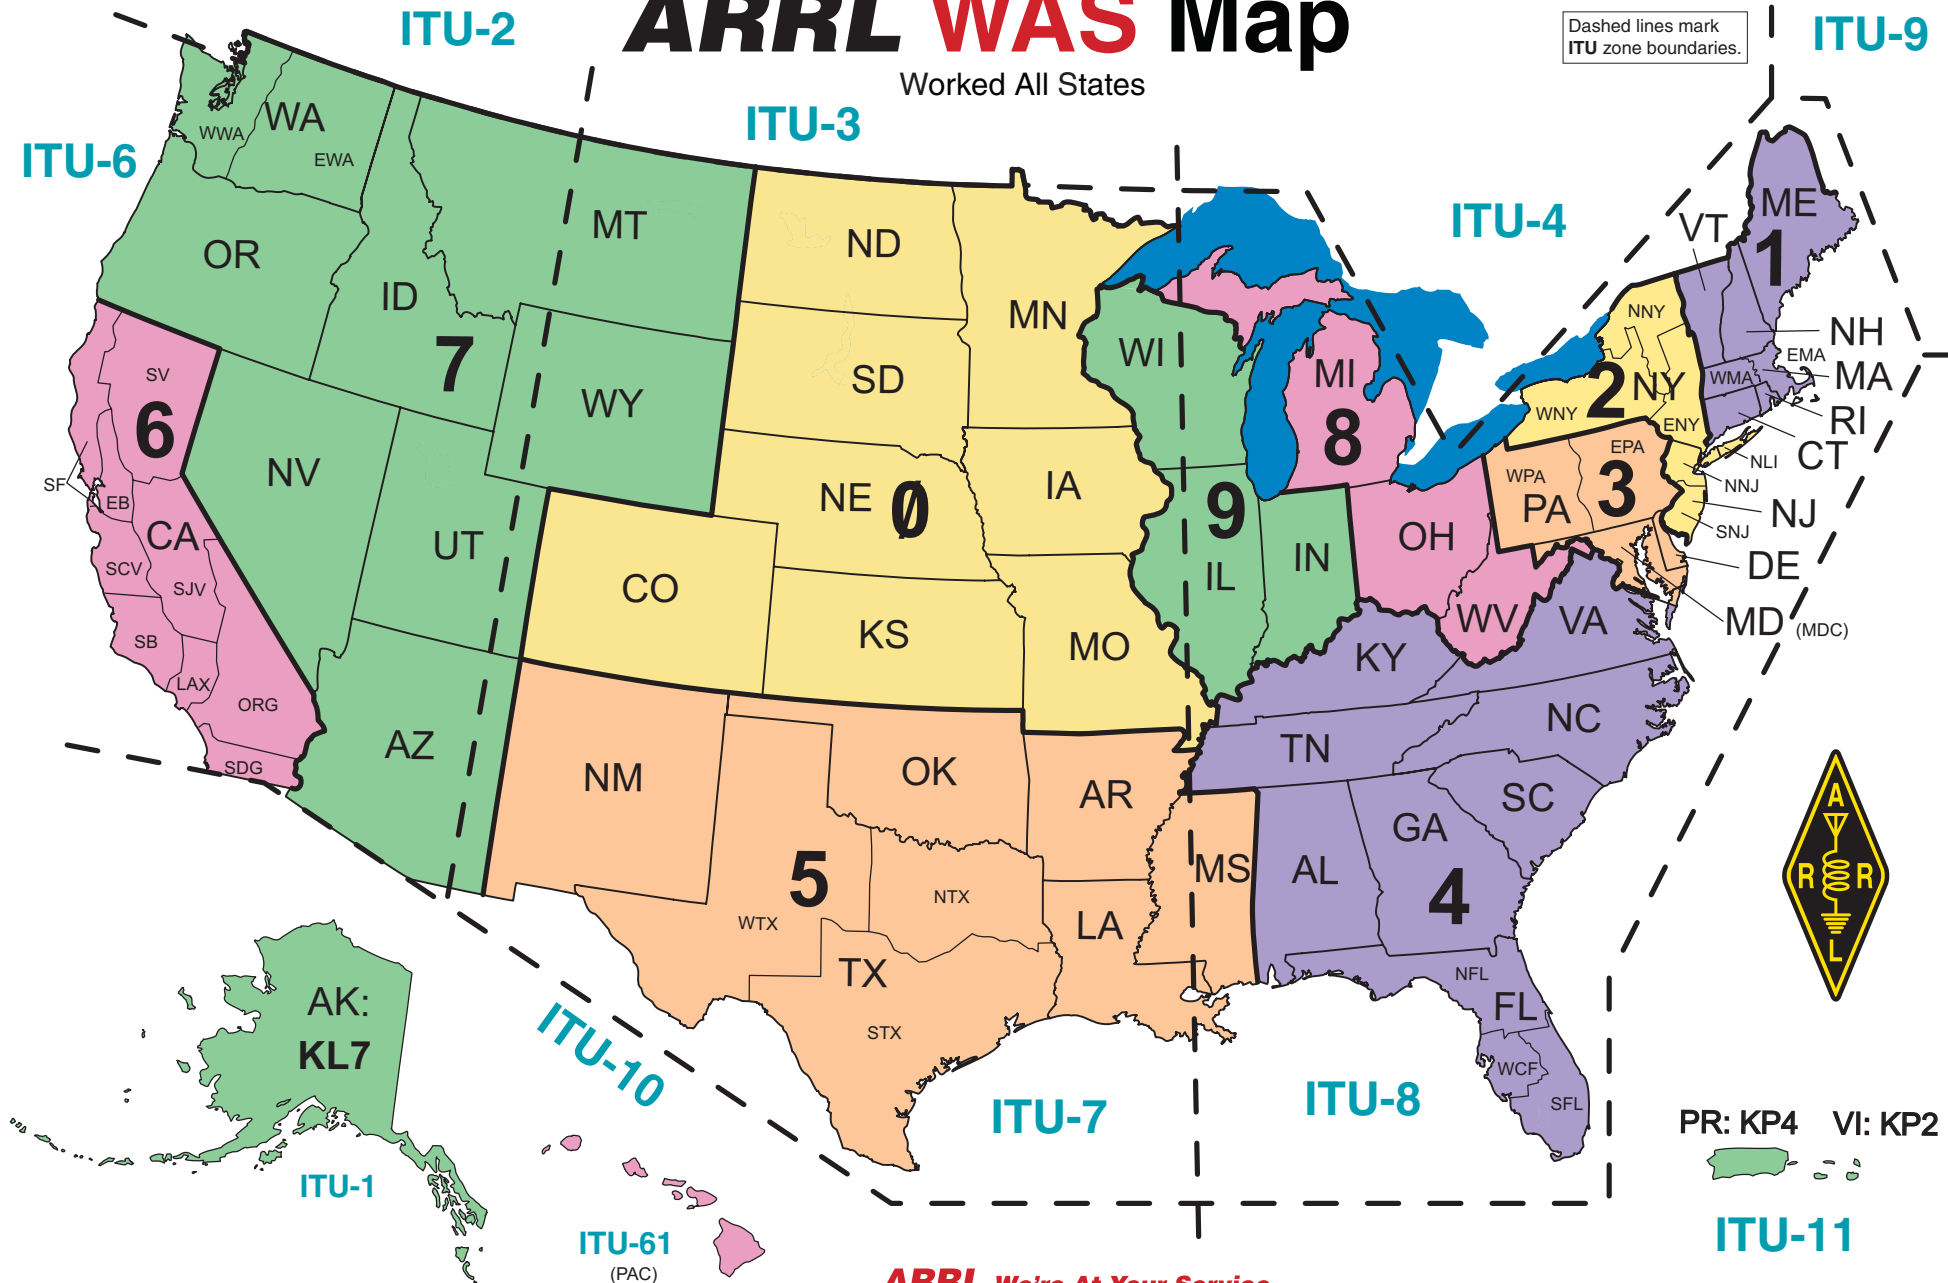 ARRL WAS Map
Worked All States
Dashed lines mark
ITU zone boundaries.
ITU-2
ITU-9
ITU-3
ITU-6
ITU-4
WA
WWA
EWA
OR
ID
MT
7
WY
NV
UT
AZ
SV
6
SF
EB
CA
SCV
SJV
SB
LAX
ORG
SDG
ND
SD
MN
NE
0
IA
CO
KS
MO
WI
9
IL
IN
MI
8
OH
WV
ME
1
VT
NH
EMA
MA
WMA
RI
CT
NNY
2
NY
WNY
ENY
NLI
NNJ
NJ
SNJ
EPA
WPA
PA
3
DE
MD (MDC)
VA
KY
NC
TN
SC
GA
AL
4
NFL
FL
WCF
SFL
NM
OK
AR
5
WTX
NTX
TX
STX
LA
MS
A
R R
L
AK:
KL7
ITU-1
ITU-10
ITU-7
ITU-8
ITU-61
(PAC)
PR: KP4 VI: KP2
ITU-11
ARRL We're At Your Service